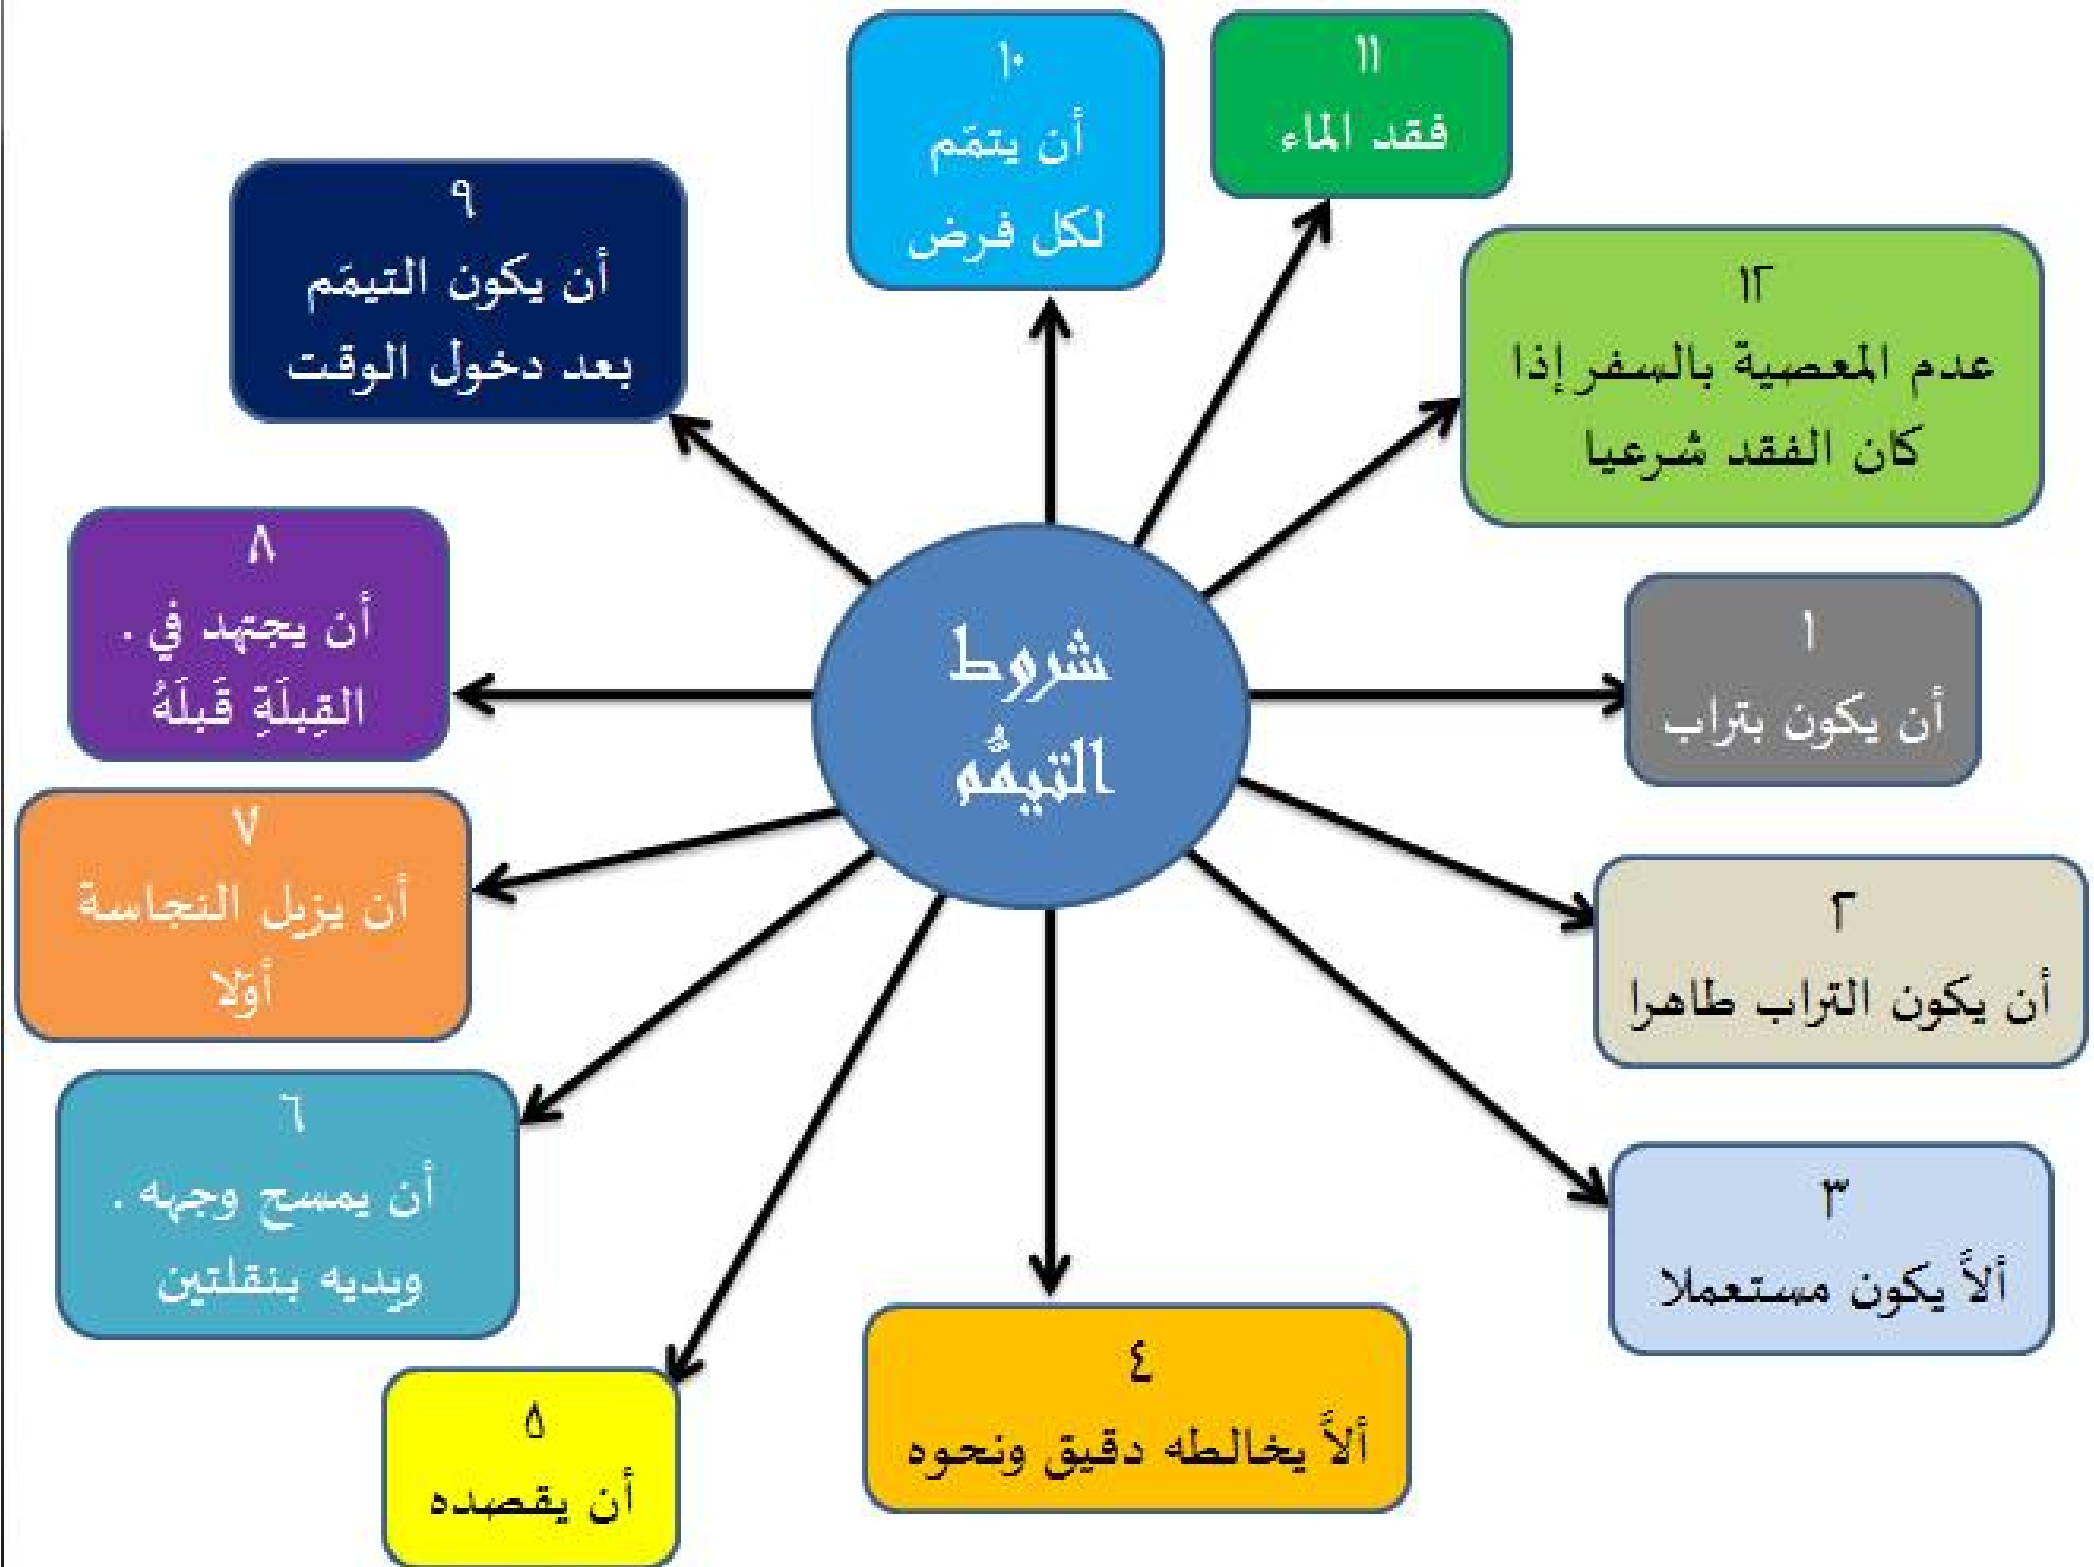 شروط
التيمُّم
١
أن يكون بتراب
٢
أن يكون التراب طاهرا
٣
ألاَّ يكون مستعملا
٤
ألاَّ يخالطه دقيق ونحوه
٥
أن يقصده
٦
أن يمسح وجهه .
ويديه بنقلتين
٧
أن يزيل النجاسة
أوّلا
٨
أن يجتهد في .
القِبلَةِ قَبلَهُ
٩
أن يكون التيمّم
بعد دخول الوقت
١٠
أن يتمّم
لكل فرض
١١
فقد الماء
١٢
عدم المعصية بالسفر إذا
كان الفقد شرعيا